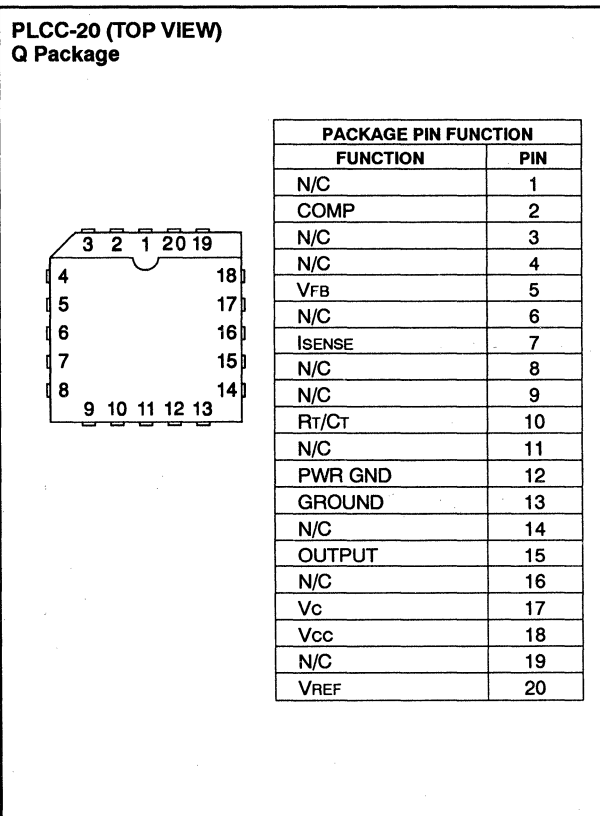 PLCC-20 (TOP VIEW)
Q Package
PACKAGE PIN FUNCTION
FUNCTION PIN
N/C 1
COMP 2
N/C 3
N/C 4
VFB 5
N/C 6
ISENSE 7
N/C 8
N/C 9
RT/CT 10
N/C 11
PWR GND 12
GROUND 13
N/C 14
OUTPUT 15
N/C 16
VC 17
VCC 18
N/C 19
VREF 20
3 2 1 20 19
4 18
5 17
6 16
7 15
8 14
9 10 11 12 13